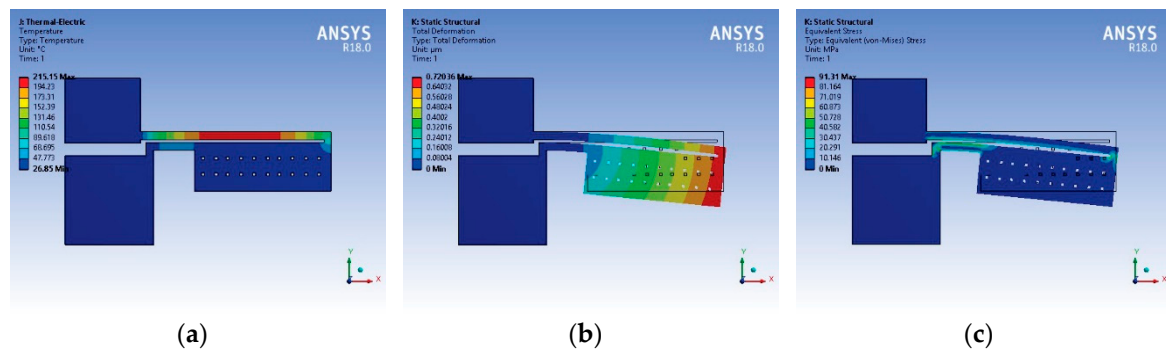 J: Thermal-Electric
Temperature
Type: Temperature
Unit: °C
Time: 1
215.15 Max
194.23
173.31
152.39
131.46
110.54
89.618
68.695
47.773
26.85 Min
ANSYS
R18.0
Y
X
(a)
K: Static Structural
Total Deformation
Type: Total Deformation
Unit: µm
Time: 1
0.72036 Max
0.64032
0.56028
0.48024
0.4002
0.32016
0.24012
0.16008
0.08004
0 Min
ANSYS
R18.0
Y
X
(b)
K: Static Structural
Equivalent Stress
Type: Equivalent (von-Mises) Stress
Unit: MPa
Time: 1
91.31 Max
81.164
71.019
60.873
50.728
40.582
30.437
20.291
10.146
0 Min
ANSYS
R18.0
Y
X
(c)